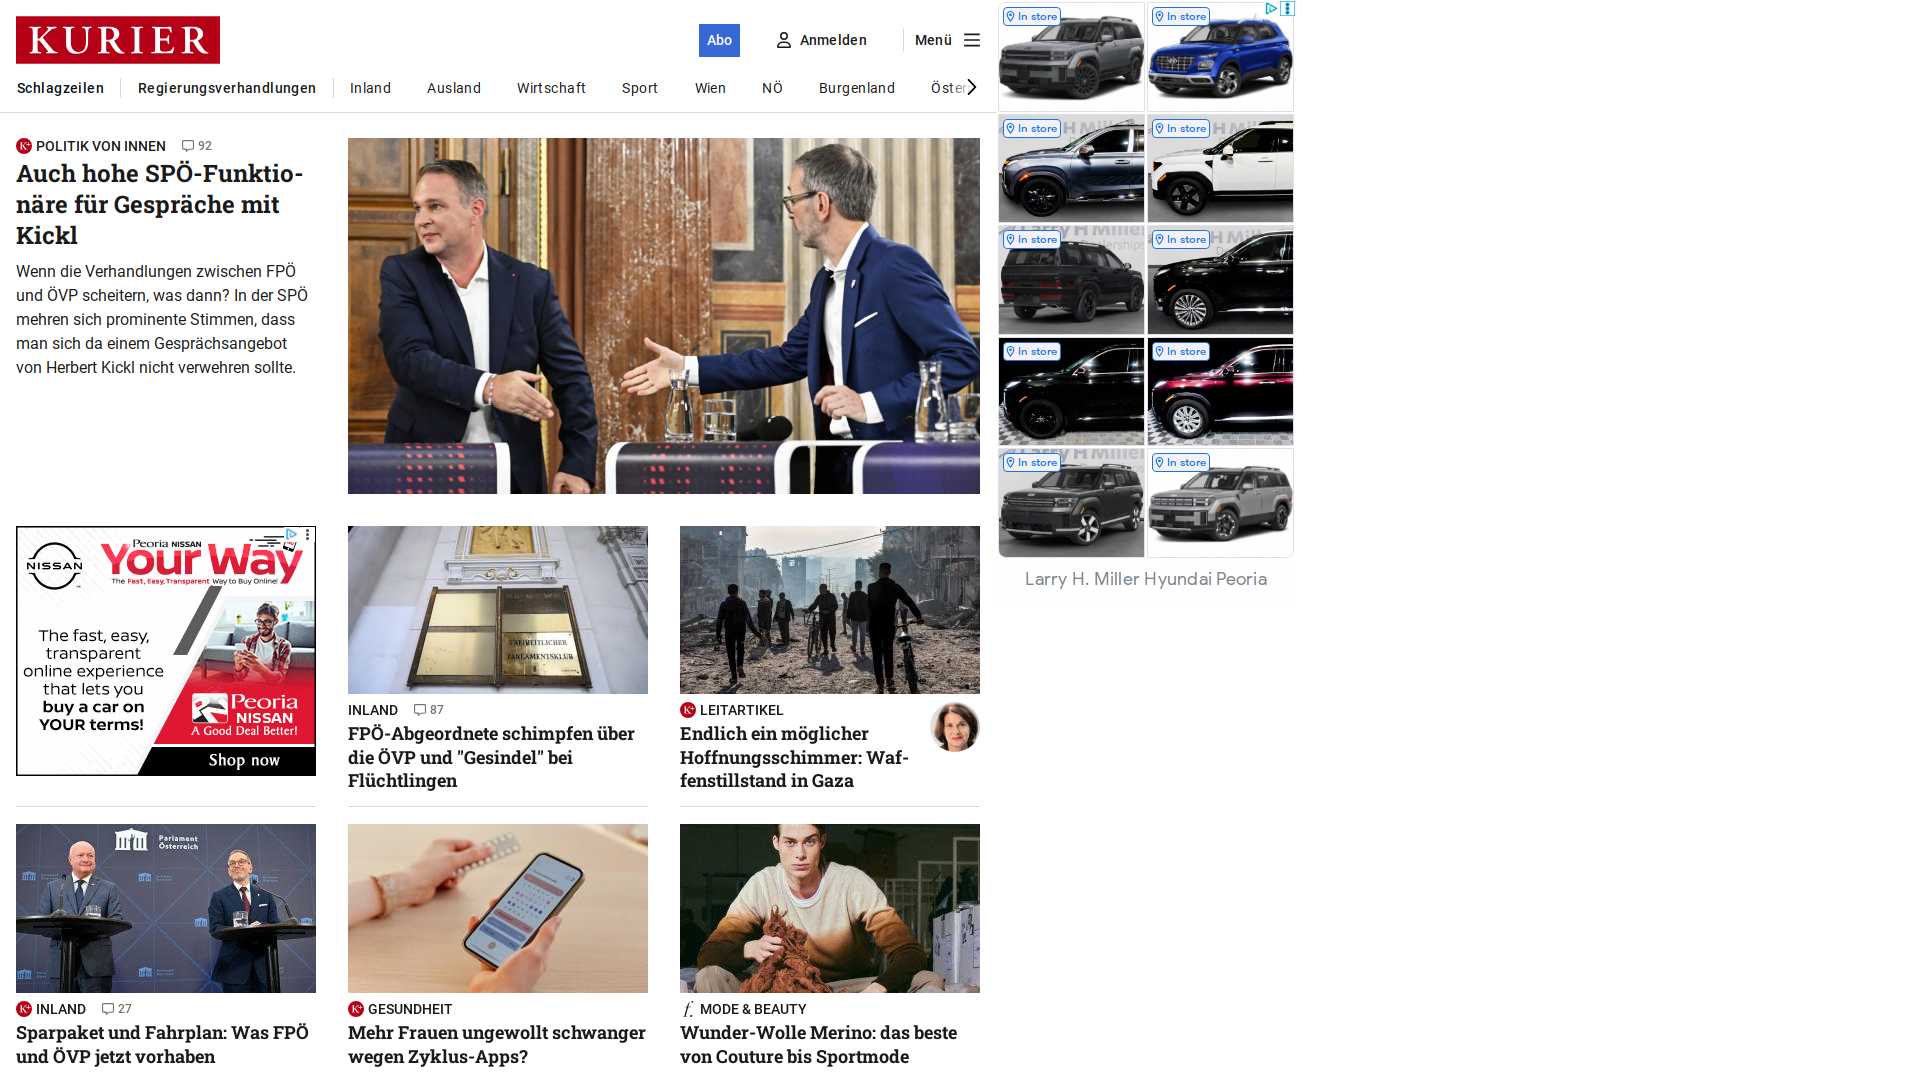 KURIER
Abo
Anmelden
Menü
Schlagzeilen
Regierungsverhandlungen
Inland
Ausland
Wirtschaft
Sport
Wien
NÖ
Burgenland
Öster
POLITIK VON INNEN
92
Auch hohe SPÖ-Funktio-
näre für Gespräche mit
Kickl
Wenn die Verhandlungen zwischen FPÖ
und ÖVP scheitern, was dann? In der SPÖ
mehren sich prominente Stimmen, dass
man sich da einem Gesprächsangebot
von Herbert Kickl nicht verwehren sollte.
In store
In store
In store
In store
In store
In store
In store
In store
In store
In store
Larry H. Miller Hyundai Peoria
Peoria NISSAN
Your Way
The Fast, Easy, Transparent Way to Buy Online!
NISSAN
The fast, easy,
transparent
online experience
that lets you
buy a car on
YOUR terms!
Peoria
NISSAN
A Good Deal Better!
Shop now
FREIHEITLICHER
PARLAMENTSKLUB
INLAND
87
FPÖ-Abgeordnete schimpfen über
die ÖVP und "Gesindel" bei
Flüchtlingen
K+
LEITARTIKEL
Endlich ein möglicher
Hoffnungsschimmer: Waf-
fenstillstand in Gaza
Parlament
Österreich
K+
INLAND
27
Sparpaket und Fahrplan: Was FPÖ
und ÖVP jetzt vorhaben
K+
GESUNDHEIT
Mehr Frauen ungewollt schwanger
wegen Zyklus-Apps?
f.
MODE & BEAUTY
Wunder-Wolle Merino: das beste
von Couture bis Sportmode